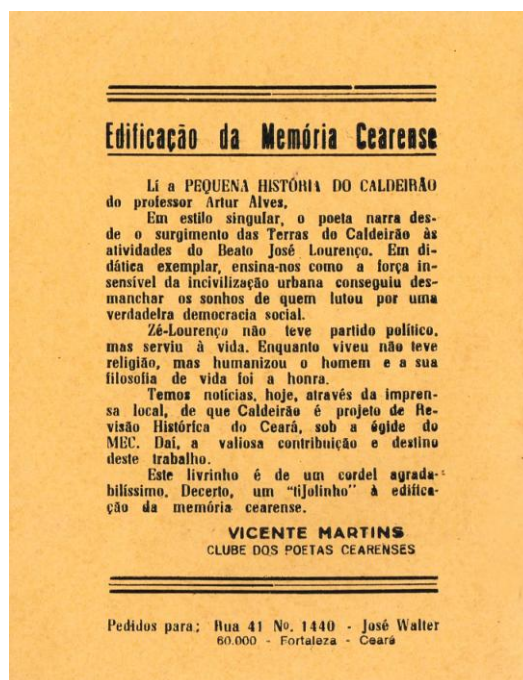 Edificação da Memória Cearense
Lí a PEQUENA HISTÓRIA DO CALDEIRÃO
do professor Artur Alves,
Em estilo singular, o poeta narra des-
de o surgimento das Terras do Caldeirão às
atividades do Beato José Lourenço. Em di-
dática exemplar, ensina-nos como a força in-
sensível da incivilização urbana conseguiu des-
manchar os sonhos de quem lutou por uma
verdadeira democracia social.
Zé-Lourenço não teve partido político,
mas serviu à vida. Enquanto viveu não teve
religião, mas humanizou o homem e a sua
filosofia de vida foi a honra.
Temos notícias, hoje, através da impren-
sa local, de que Caldeirão é projeto de Re-
visão Histórica do Ceará, sob a égide do
MEC. Daí, a valiosa contribuição e destino
deste trabalho.
Este livrinho é de um cordel agrada-
bilíssimo. Decerto, um "tijolinho" à edifica-
ção da memória cearense.
VICENTE MARTINS
CLUBE DOS POETAS CEARENSES
Pedidos para: Rua 41 Nº. 1440 - José Walter
60.000 - Fortaleza - Ceará